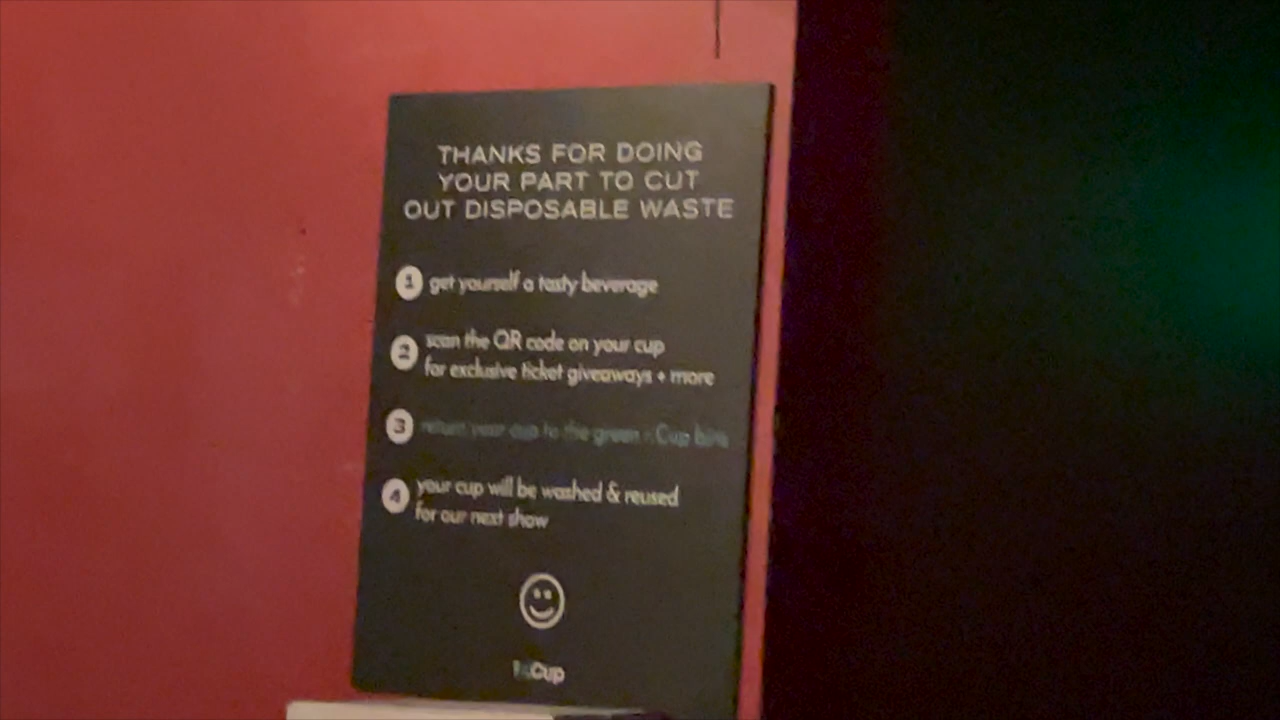 THANKS FOR DOING
YOUR PART TO CUT
OUT DISPOSABLE WASTE
1 get yourself a tasty beverage
2 scan the QR code on your cup
for exclusive ticket giveaways + more
3 return your cup to the green r.Cup bins
4 your cup will be washed & reused
for our next show